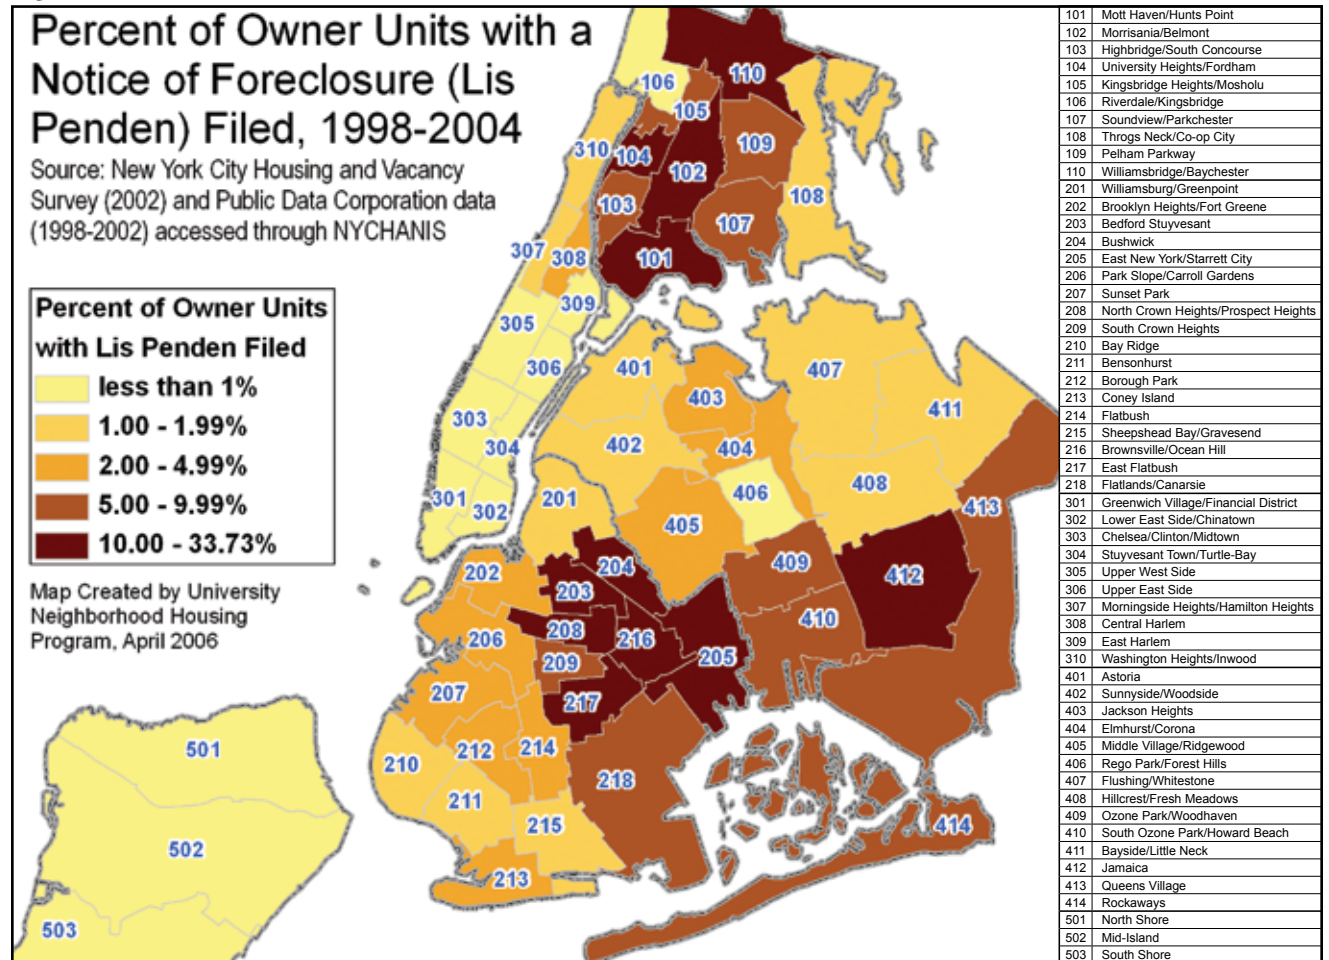 Percent of Owner Units with a
Notice of Foreclosure (Lis
Penden) Filed, 1998-2004
Source: New York City Housing and Vacancy
Survey (2002) and Public Data Corporation data
(1998-2002) accessed through NYCHANIS
Percent of Owner Units
with Lis Penden Filed
less than 1%
1.00 - 1.99%
2.00 - 4.99%
5.00 - 9.99%
10.00 - 33.73%
Map Created by University
Neighborhood Housing
Program, April 2006
106
110
105
310
104
109
102
108
103
107
307
308
101
309
305
306
401
407
403
411
303
304
402
404
406
408
301
302
201
405
413
202
204
409
412
203
208
216
410
206
209
205
207
217
210
212
214
218
211
215
213
414
501
502
503
101 Mott Haven/Hunts Point
102 Morrisania/Belmont
103 Highbridge/South Concourse
104 University Heights/Fordham
105 Kingsbridge Heights/Mosholu
106 Riverdale/Kingsbridge
107 Soundview/Parkchester
108 Throgs Neck/Co-op City
109 Pelham Parkway
110 Williamsbridge/Baychester
201 Williamsburg/Greenpoint
202 Brooklyn Heights/Fort Greene
203 Bedford Stuyvesant
204 Bushwick
205 East New York/Starrett City
206 Park Slope/Carroll Gardens
207 Sunset Park
208 North Crown Heights/Prospect Heights
209 South Crown Heights
210 Bay Ridge
211 Bensonhurst
212 Borough Park
213 Coney Island
214 Flatbush
215 Sheepshead Bay/Gravesend
216 Brownsville/Ocean Hill
217 East Flatbush
218 Flatlands/Canarsie
301 Greenwich Village/Financial District
302 Lower East Side/Chinatown
303 Chelsea/Clinton/Midtown
304 Stuyvesant Town/Turtle-Bay
305 Upper West Side
306 Upper East Side
307 Morningside Heights/Hamilton Heights
308 Central Harlem
309 East Harlem
310 Washington Heights/Inwood
401 Astoria
402 Sunnyside/Woodside
403 Jackson Heights
404 Elmhurst/Corona
405 Middle Village/Ridgewood
406 Rego Park/Forest Hills
407 Flushing/Whitestone
408 Hillcrest/Fresh Meadows
409 Ozone Park/Woodhaven
410 South Ozone Park/Howard Beach
411 Bayside/Little Neck
412 Jamaica
413 Queens Village
414 Rockaways
501 North Shore
502 Mid-Island
503 South Shore